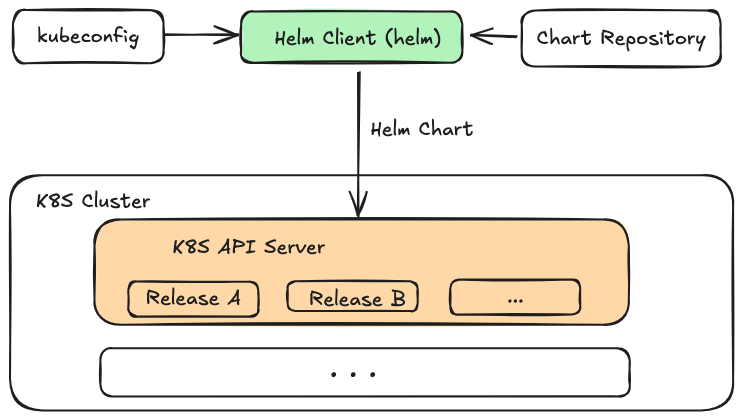 kubeconfig
Helm Client (helm)
Chart Repository
Helm Chart
K8S Cluster
K8S API Server
Release A
Release B
...
. . .